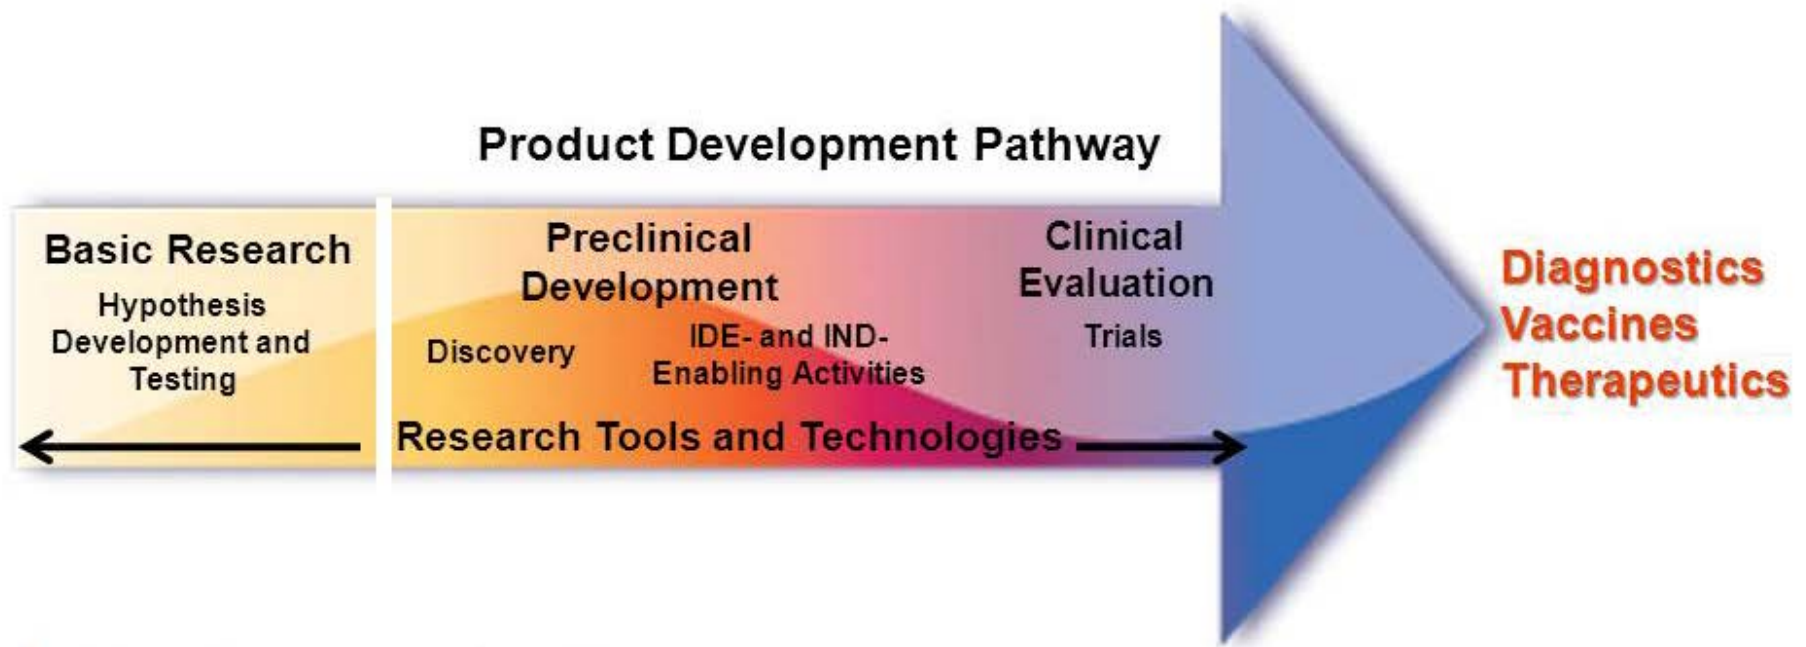 Product Development Pathway
Basic Research
Hypothesis
Development and
Testing
Preclinical
Development
Discovery
IDE- and IND-
Enabling Activities
Clinical
Evaluation
Trials
Research Tools and Technologies
Diagnostics
Vaccines
Therapeutics